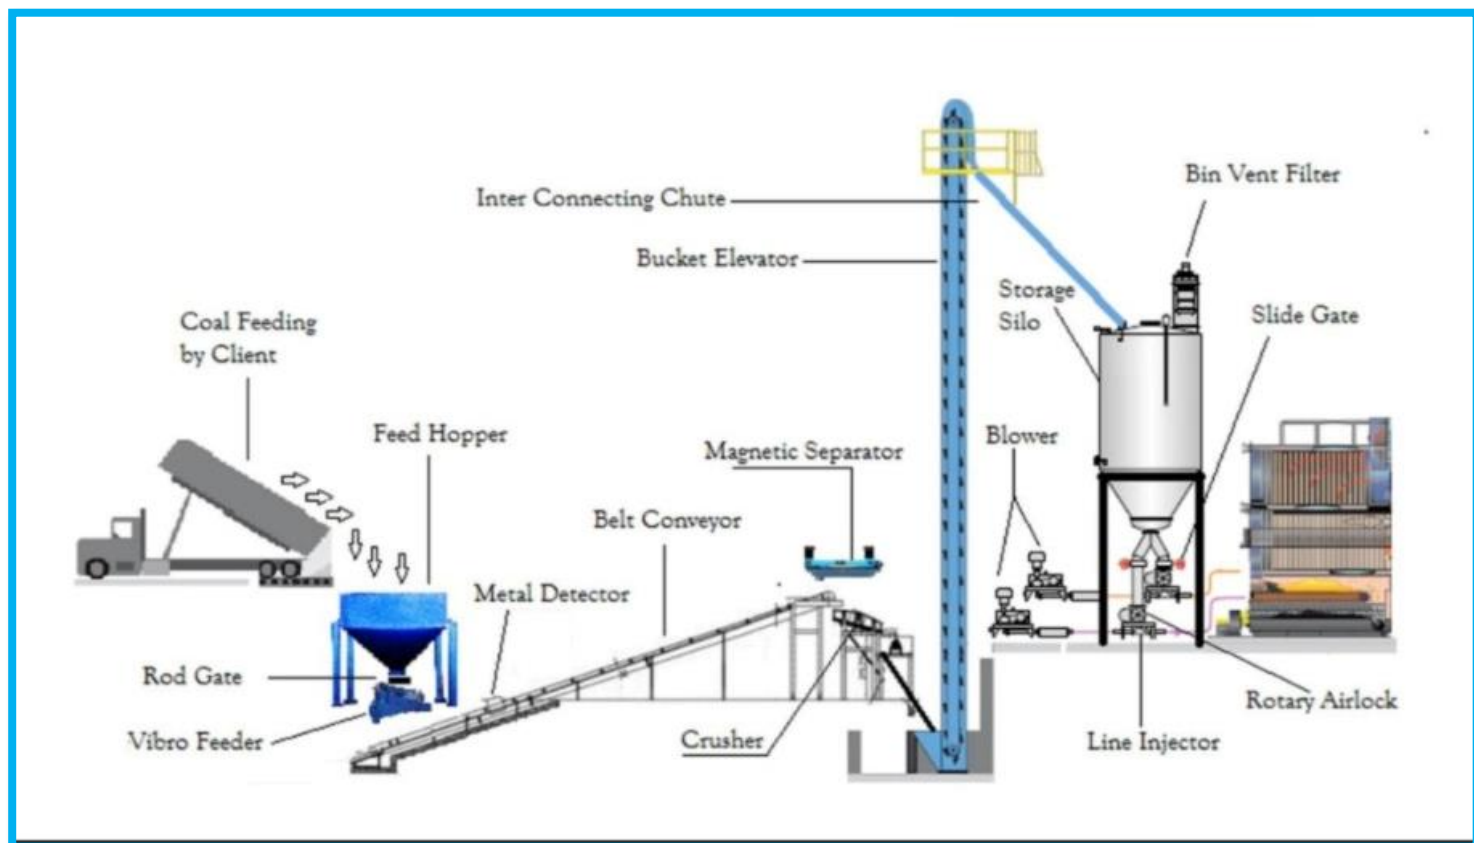 Bin Vent Filter
Inter Connecting Chute
Bucket Elevator
Storage
Silo
Slide Gate
Coal Feeding
by Client
Feed Hopper
Blower
Magnetic Separator
Belt Conveyor
Metal Detector
Rod Gate
Rotary Airlock
Vibro Feeder
Crusher
Line Injector